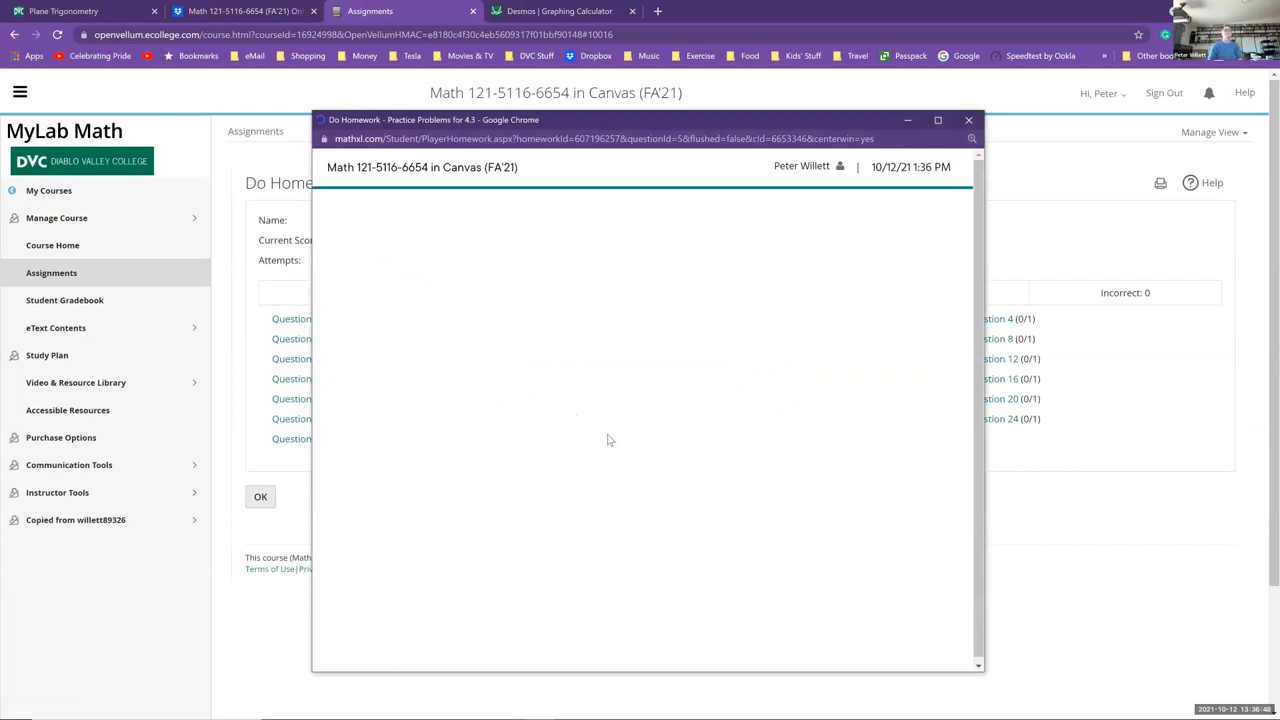 Plane Trigonometry
Math 121-5116-6654 (FA'21) Onl
Assignments
Desmos | Graphing Calculator
openvellum.ecollege.com/course.html?courseId=16924998&OpenVellumHMAC=e8180c4f30c4eb5609317f01bf90148f#10016
Peter Willett
Apps
Celebrating Pride
Bookmarks
eMail
Shopping
Money
Tesla
Movies + TV
DVC Stuff
Dropbox
Music
Exercise
Kids' Stuff
Travel
Passpack
Google
Speedtest by Ookla
»
Other boo
Math 121-5116-6654 in Canvas (FA'21)
Hi, Peter
Sign Out
Help
MyLab Math
Assignments
Manage View
DVC DIABLO VALLEY COLLEGE
My Courses
Manage Course
Course Home
Assignments
Student Gradebook
eText Contents
Study Plan
Video & Resource Library
Accessible Resources
Purchase Options
Communication Tools
Instructor Tools
Copied from willett89326
Do Home
Help
Name:
Current Scor
Attempts:
Incorrect: 0
Question
stion 4 (0/1)
Question
stion 8 (0/1)
Question
stion 12 (0/1)
Question
stion 16 (0/1)
Question
stion 20 (0/1)
Question
stion 24 (0/1)
Question
OK
This course (Math
Terms of Use|Priv
Do Homework - Practice Problems for 4.3 - Google Chrome
mathxl.com/Student/PlayerHomework.aspx?homeworkId=607196257&questionId=5&flushed=false&cId=6653346&centerwin=yes
Math 121-5116-6654 in Canvas (FA'21)
Peter Willett
|
10/12/21 1:36 PM
2021-10-12 13:36:48